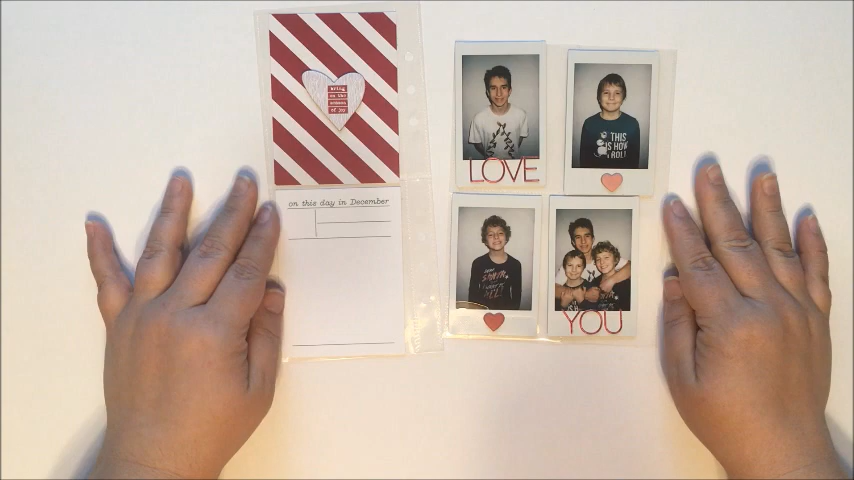 bring
on the
season
of joy
on this day in December
LOVE
THIS
IS HOW
I ROLL
YOU